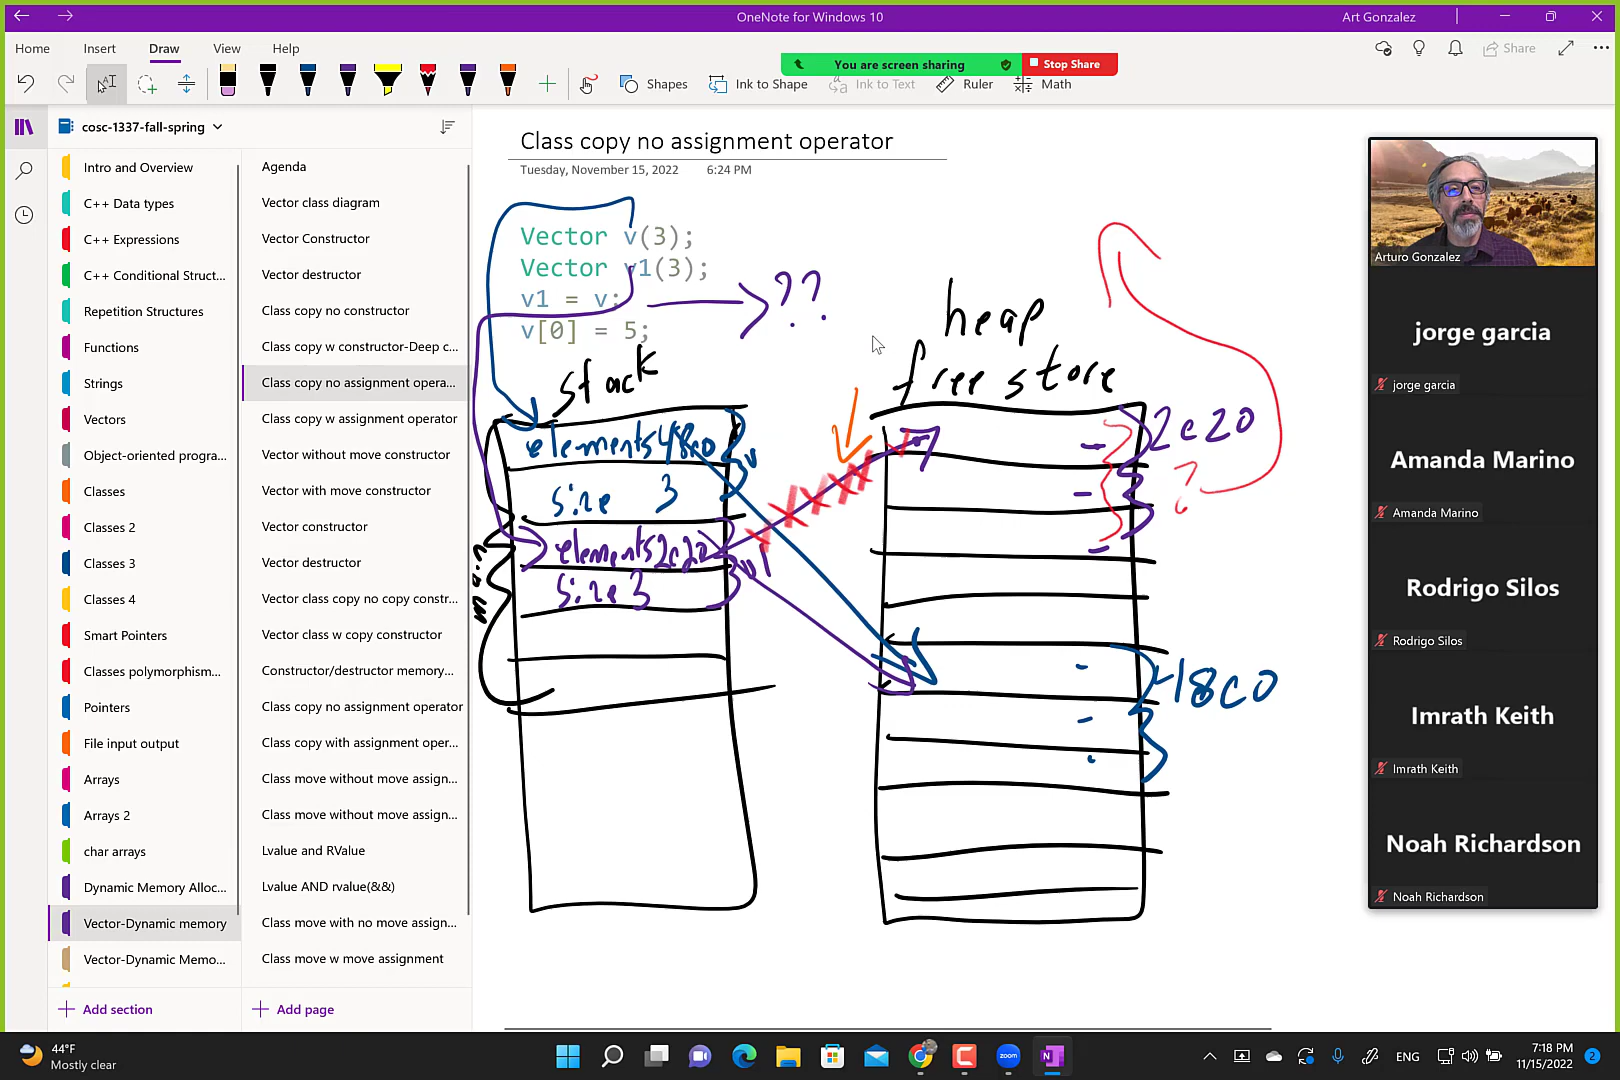 OneNote for Windows 10
Art Gonzalez
Home Insert Draw View Help
Share
You are screen sharing
Stop Share
Shapes
Ink to Shape
Ink to Text
Ruler
Math
cosc-1337-fall-spring
Intro and Overview
C++ Data types
C++ Expressions
C++ Conditional Struct...
Repetition Structures
Functions
Strings
Vectors
Object-oriented progra...
Classes
Classes 2
Classes 3
Classes 4
Smart Pointers
Classes polymorphism...
Pointers
File input output
Arrays
Arrays 2
char arrays
Dynamic Memory Alloc...
Vector-Dynamic memory
Vector-Dynamic Memo...
Add section
Agenda
Vector class diagram
Vector Constructor
Vector destructor
Class copy no constructor
Class copy w constructor-Deep c...
Class copy no assignment opera...
Class copy w assignment operator
Vector without move constructor
Vector with move constructor
Vector constructor
Vector destructor
Vector class copy no copy constr...
Vector class w copy constructor
Constructor/destructor memory...
Class copy no assignment operator
Class copy with assignment oper...
Class move without move assign...
Class move without move assign...
Lvalue and RValue
Lvalue AND rvalue(&&)
Class move with no move assign...
Class move w move assignment
Add page
Class copy no assignment operator
Tuesday, November 15, 2022 6:24 PM
Vector v(3);
Vector v1(3);
v1 = v;
v[0] = 5;
??
stack
heap
free store
elements 48c0
v
size 3
elements 2c20
v1
size 3
2c20
?
48c0
Arturo Gonzalez
jorge garcia
jorge garcia
Amanda Marino
Amanda Marino
Rodrigo Silos
Rodrigo Silos
Imrath Keith
Imrath Keith
Noah Richardson
Noah Richardson
44°F
Mostly clear
zoom
ENG
7:18 PM
11/15/2022
2